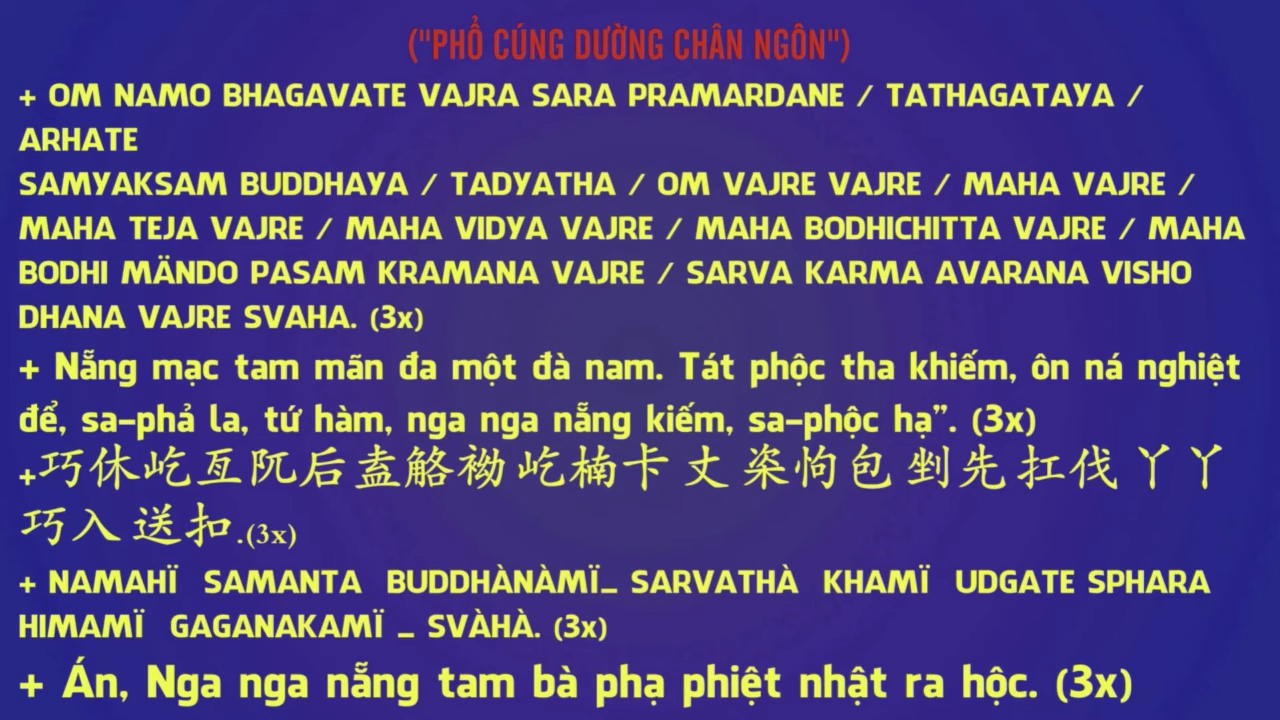 ("PHỔ CÚNG DƯỜNG CHÂN NGÔN")
+ OM NAMO BHAGAVATE VAJRA SARA PRAMARDANE / TATHAGATAYA /
ARHATE
SAMYAKSAM BUDDHAYA / TADYATHA / OM VAJRE VAJRE / MAHA VAJRE /
MAHA TEJA VAJRE / MAHA VIDYA VAJRE / MAHA BODHICHITTA VAJRE / MAHA
BODHI MÄNDO PASAM KRAMANA VAJRE / SARVA KARMA AVARANA VISHO
DHANA VAJRE SVAHA. (3x)
+ Nẵng mạc tam mãn đa một đà nam. Tát phộc tha khiếm, ôn ná nghiệt
để, sa-phả la, tứ hàm, nga nga nẵng kiếm, sa-phộc hạ”. (3x)
+巧休屹亙阢后盍觡袎屹楠卡丈染怐包剉先扛伐丫丫
巧入送扣.(3x)
+ NAMAHÏ SAMANTA BUDDHÀNÀMÏ_ SARVATHÀ KHAMÏ UDGATE SPHARA
HIMAMÏ GAGANAKAMÏ _ SVÀHÀ. (3x)
+ Án, Nga nga nẵng tam bà phạ phiệt nhật ra hộc. (3x)